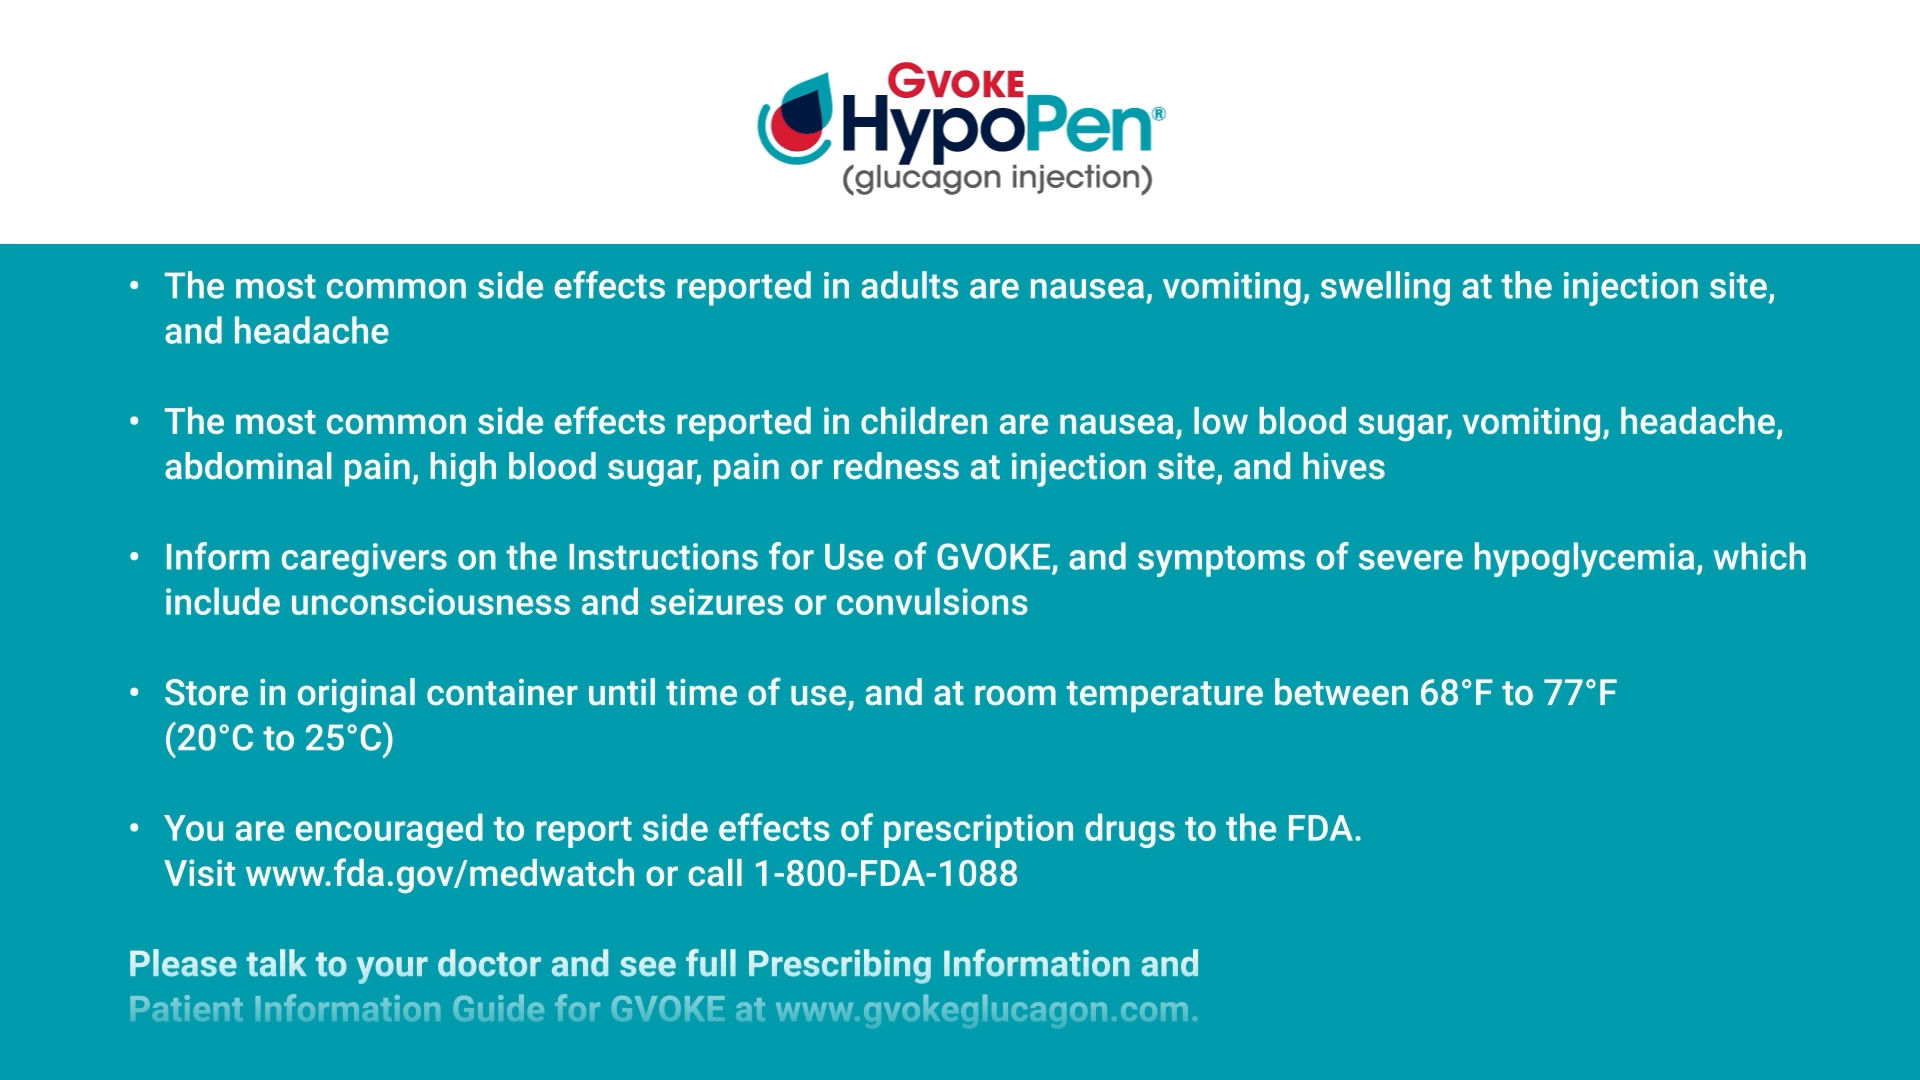 GVOKE
HypoPen®
(glucagon injection)
• The most common side effects reported in adults are nausea, vomiting, swelling at the injection site,
and headache
• The most common side effects reported in children are nausea, low blood sugar, vomiting, headache,
abdominal pain, high blood sugar, pain or redness at injection site, and hives
• Inform caregivers on the Instructions for Use of GVOKE, and symptoms of severe hypoglycemia, which
include unconsciousness and seizures or convulsions
• Store in original container until time of use, and at room temperature between 68°F to 77°F
(20°C to 25°C)
• You are encouraged to report side effects of prescription drugs to the FDA.
Visit www.fda.gov/medwatch or call 1-800-FDA-1088
Please talk to your doctor and see full Prescribing Information and
Patient Information Guide for GVOKE at www.gvokeglucagon.com.